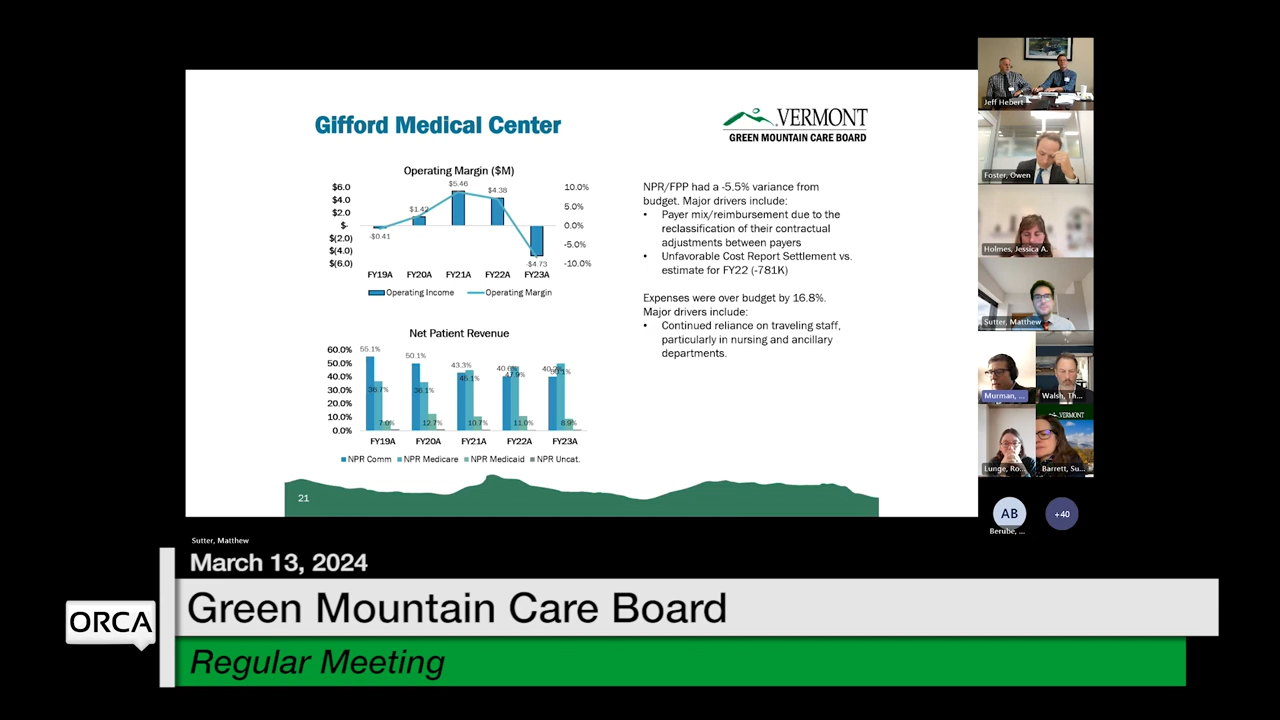 Gifford Medical Center
VERMONT
GREEN MOUNTAIN CARE BOARD
Operating Margin ($M)
$6.0
$4.0
$2.0
$-
$(2.0)
$(4.0)
$(6.0)
10.0%
5.0%
0.0%
-5.0%
-10.0%
-$0.41
$1.42
$5.46
$4.38
-$4.73
FY19A FY20A FY21A FY22A FY23A
Operating Income Operating Margin
Net Patient Revenue
60.0%
50.0%
40.0%
30.0%
20.0%
10.0%
0.0%
55.1% 50.1% 43.3% 40.6%
36.7% 36.1% 45.1% 47.9%
7.8% 12.7% 10.7% 11.0% 8.9%
FY19A FY20A FY21A FY22A FY23A
NPR Comm NPR Medicare NPR Medicaid NPR Uncat.
NPR/FPP had a -5.5% variance from
budget. Major drivers include:
• Payer mix/reimbursement due to the
reclassification of their contractual
adjustments between payers
• Unfavorable Cost Report Settlement vs.
estimate for FY22 (-781K)
Expenses were over budget by 16.8%.
Major drivers include:
• Continued reliance on traveling staff,
particularly in nursing and ancillary
departments.
21
Jeff Hebert
Foster, Owen
Holmes, Jessica A.
Sutter, Matthew
Murman, ...
Walsh, Th...
VERMONT
Lunge, Ro...
Barrett, Su...
AB
+40
Berube, ...
Sutter, Matthew
March 13, 2024
ORCA
Green Mountain Care Board
Regular Meeting